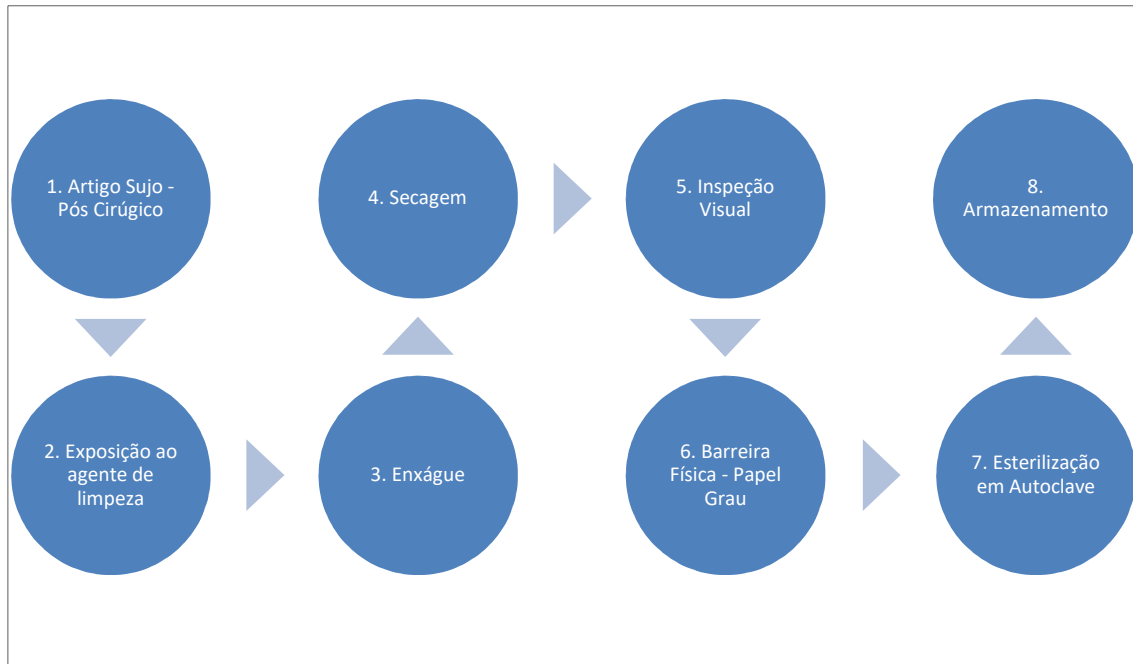 1. Artigo Sujo -
Pós Cirúgico
2. Exposição ao
agente de
limpeza
3. Enxágue
4. Secagem
5. Inspeção
Visual
6. Barreira
Física - Papel
Grau
7. Esterilização
em Autoclave
8.
Armazenamento